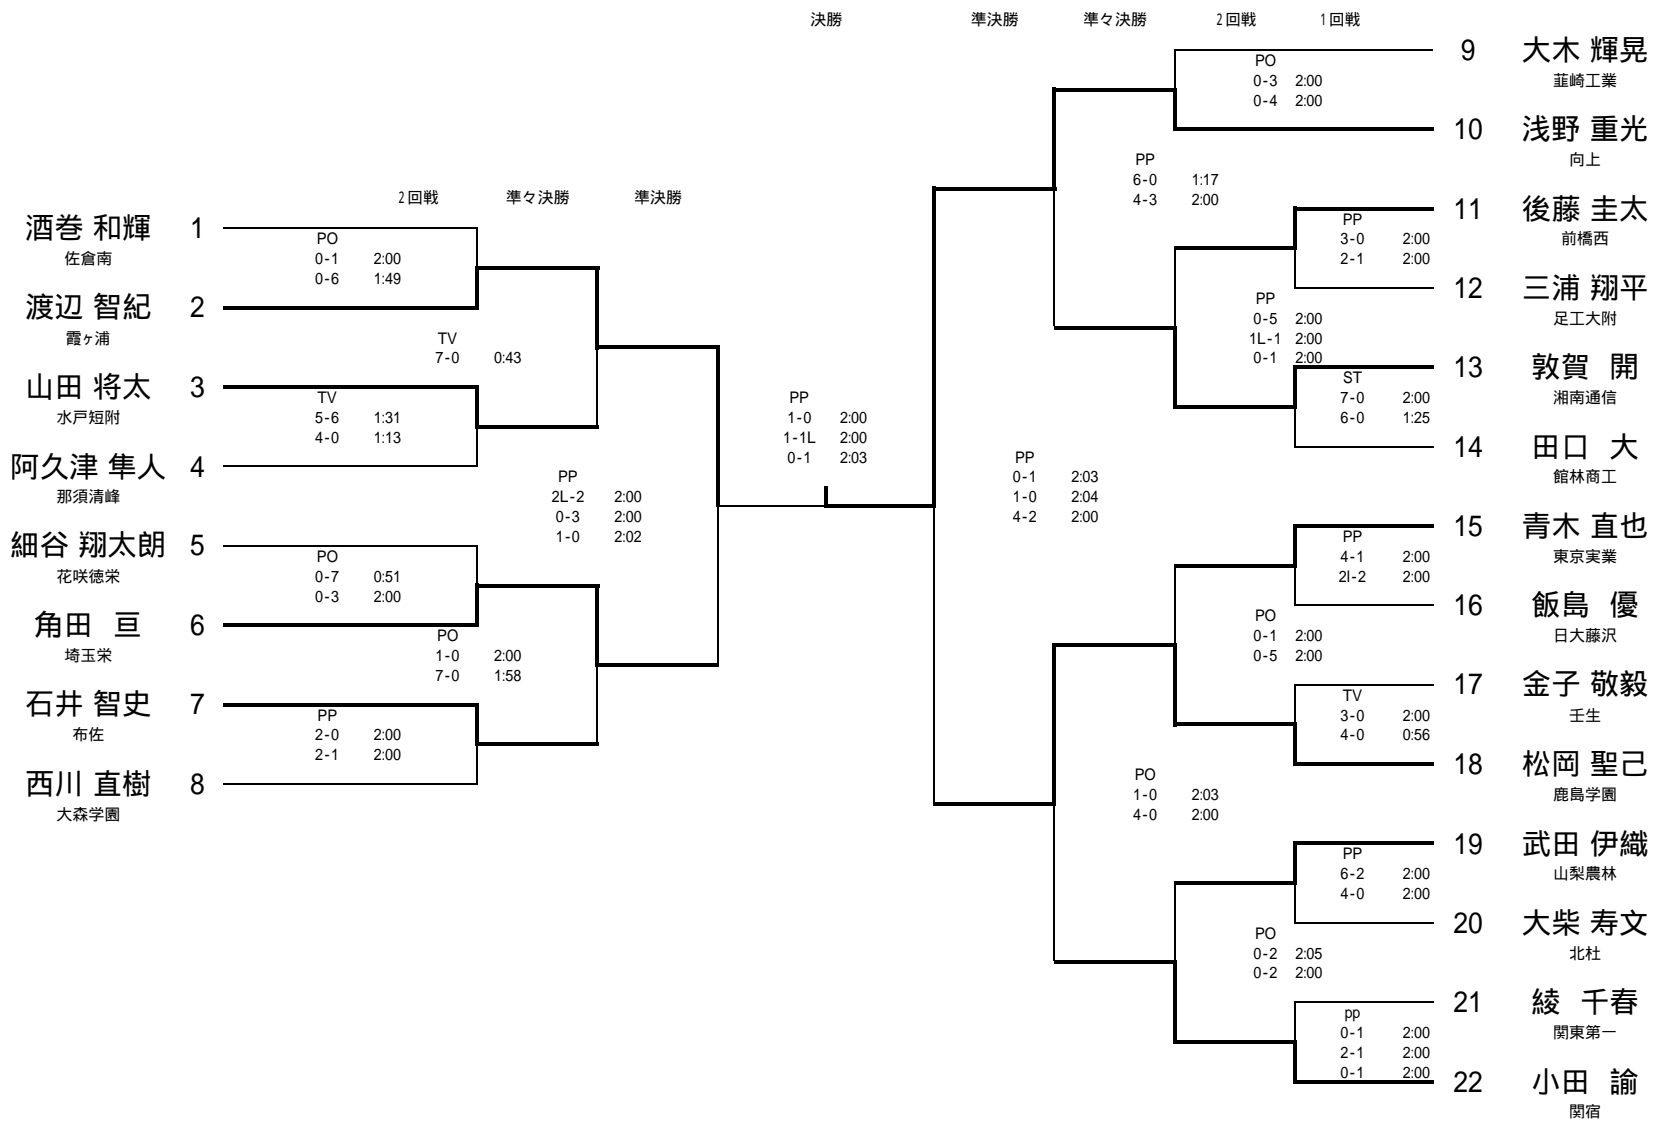 決勝 準決勝 準々決勝 2回戦 1回戦
2回戦 準々決勝 準決勝
酒巻 和輝 1
佐倉南
PO
0-1 2:00
0-6 1:49
渡辺 智紀 2
霞ヶ浦
TV
7-0 0:43
山田 将太 3
水戸短附
TV
5-6 1:31
4-0 1:13
阿久津 隼人 4
那須清峰
PP
2L-2 2:00
0-3 2:00
1-0 2:02
細谷 翔太朗 5
花咲徳栄
PO
0-7 0:51
0-3 2:00
角田 亘 6
埼玉栄
PO
1-0 2:00
7-0 1:58
石井 智史 7
布佐
PP
2-0 2:00
2-1 2:00
西川 直樹 8
大森学園
PP
1-0 2:00
1-1L 2:00
0-1 2:03
9 大木 輝晃
韮崎工業
PO
0-3 2:00
0-4 2:00
10 浅野 重光
向上
PP
6-0 1:17
4-3 2:00
11 後藤 圭太
前橋西
PP
3-0 2:00
2-1 2:00
12 三浦 翔平
足工大附
PP
0-5 2:00
1L-1 2:00
0-1 2:00
13 敦賀 開
湘南通信
ST
7-0 2:00
6-0 1:25
14 田口 大
館林商工
PP
0-1 2:03
1-0 2:04
4-2 2:00
15 青木 直也
東京実業
PP
4-1 2:00
2l-2 2:00
16 飯島 優
日大藤沢
PO
0-1 2:00
0-5 2:00
17 金子 敬毅
壬生
TV
3-0 2:00
4-0 0:56
18 松岡 聖己
鹿島学園
PO
1-0 2:03
4-0 2:00
19 武田 伊織
山梨農林
PP
6-2 2:00
4-0 2:00
20 大柴 寿文
北杜
PO
0-2 2:05
0-2 2:00
21 綾 千春
関東第一
pp
0-1 2:00
2-1 2:00
0-1 2:00
22 小田 諭
関宿